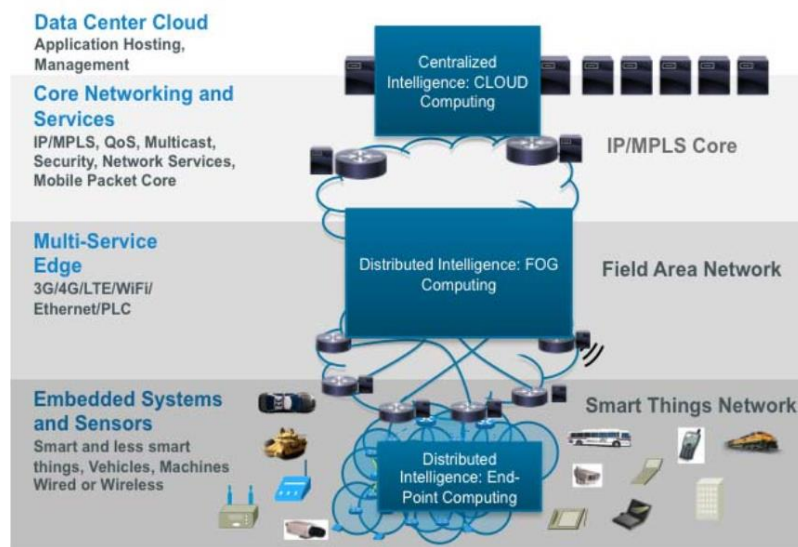 Data Center Cloud
Application Hosting,
Management
Centralized
Intelligence: CLOUD
Computing
Core Networking and
Services
IP/MPLS, QoS, Multicast,
Security, Network Services,
Mobile Packet Core
IP/MPLS Core
Multi-Service
Edge
3G/4G/LTE/WiFi/
Ethernet/PLC
Distributed Intelligence: FOG
Computing
Field Area Network
Embedded Systems
and Sensors
Smart and less smart
things, Vehicles, Machines
Wired or Wireless
Distributed
Intelligence: End-
Point Computing
Smart Things Network